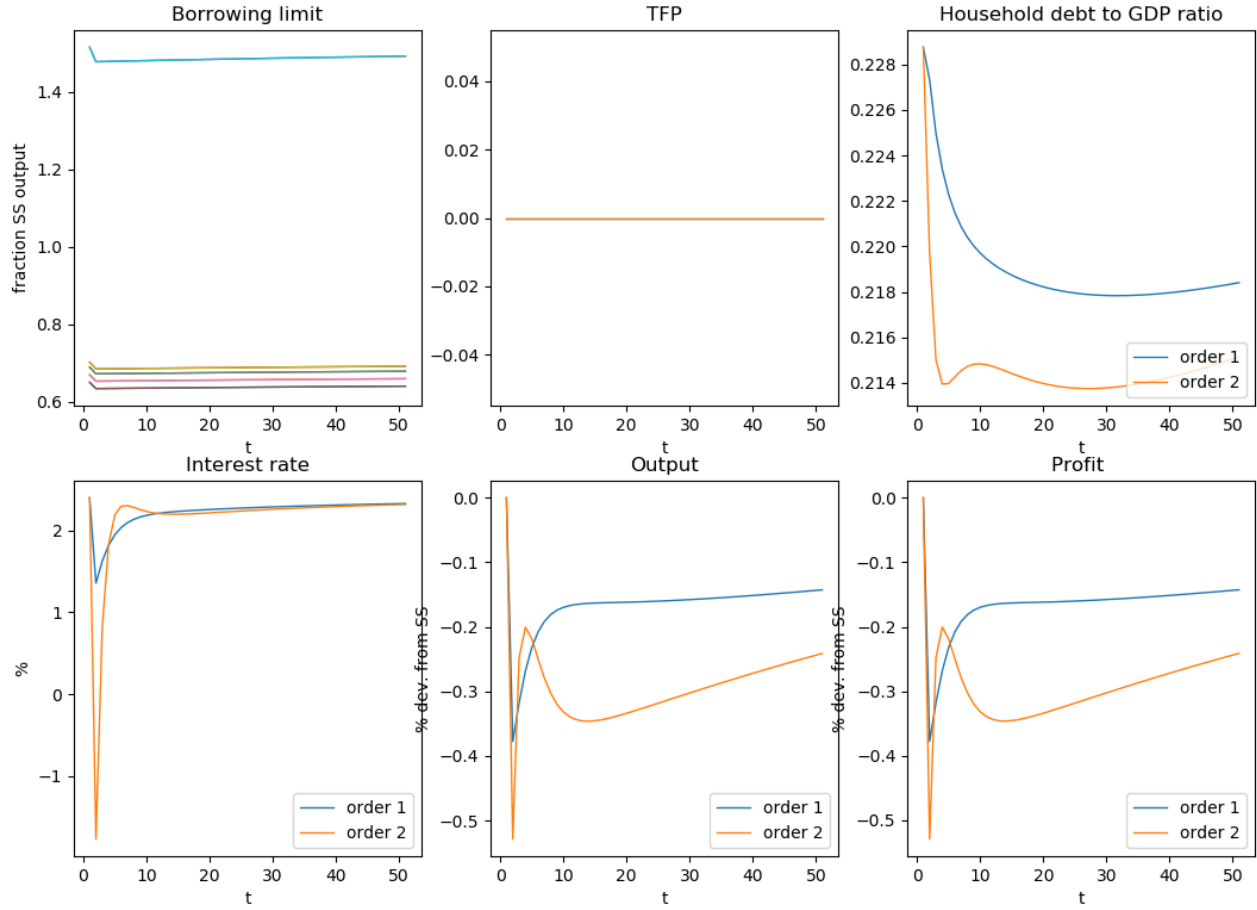 Borrowing limit
fraction SS output
1.4
1.2
1.0
0.8
0.6
0 10 20 30 40 50
t
TFP
0.04
0.02
0.00
−0.02
−0.04
0 10 20 30 40 50
t
Household debt to GDP ratio
0.228
0.226
0.224
0.222
0.220
0.218
0.216
0.214
order 1
order 2
0 10 20 30 40 50
t
Interest rate
%
2
1
0
−1
order 1
order 2
0 10 20 30 40 50
t
Output
% dev. from SS
0.0
−0.1
−0.2
−0.3
−0.4
−0.5
order 1
order 2
0 10 20 30 40 50
t
Profit
% dev. from SS
0.0
−0.1
−0.2
−0.3
−0.4
−0.5
order 1
order 2
0 10 20 30 40 50
t